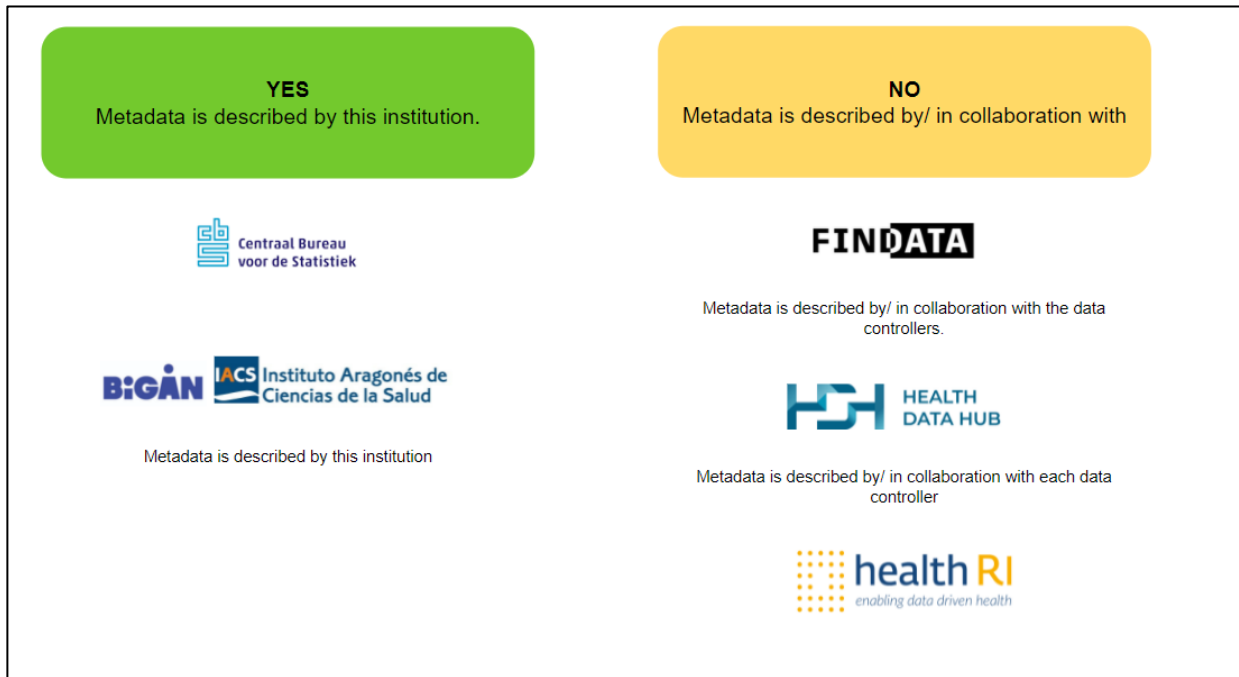 YES
Metadata is described by this institution.
Centraal Bureau
voor de Statistiek
BiGÁN
IACS Instituto Aragonés de
Ciencias de la Salud
Metadata is described by this institution
NO
Metadata is described by/ in collaboration with
FINDATA
Metadata is described by/ in collaboration with the data
controllers.
HDH
HEALTH
DATA HUB
Metadata is described by/ in collaboration with each data
controller
health RI
enabling data driven health